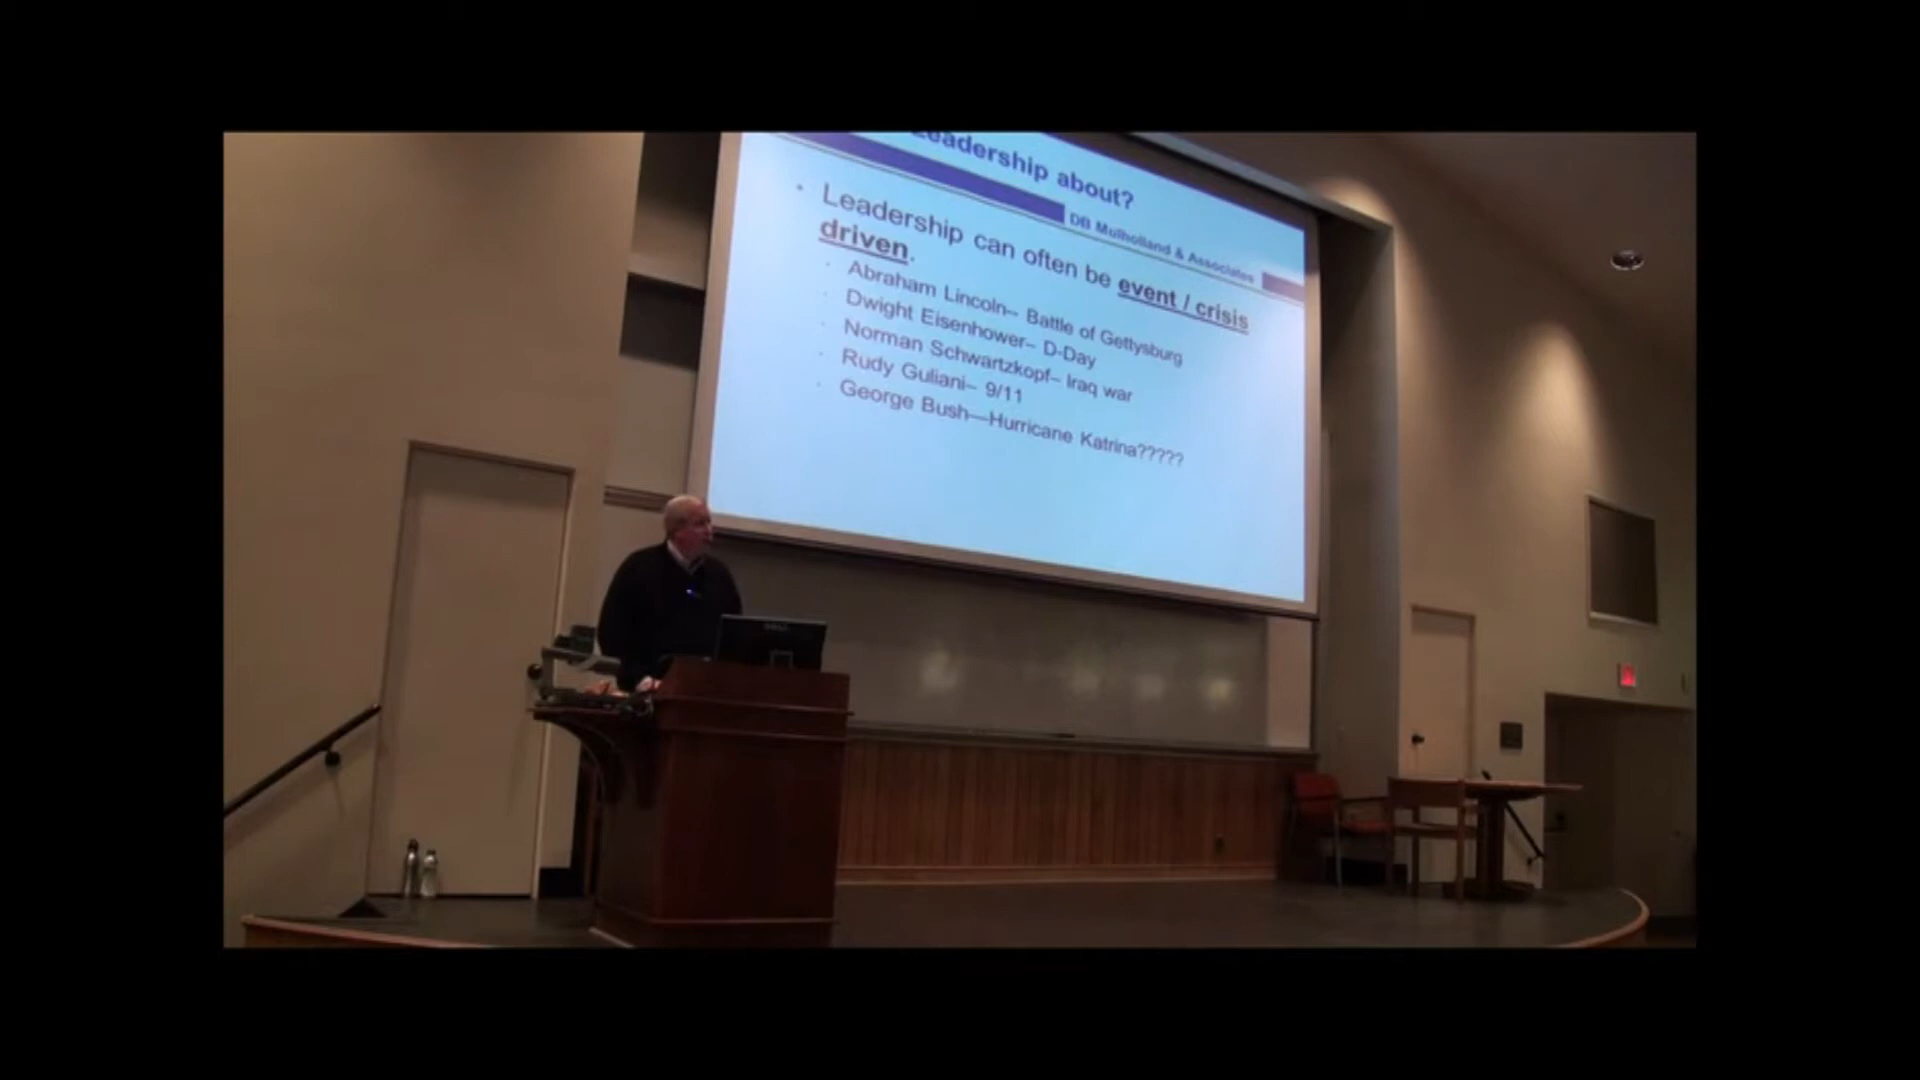 Leadership about?
DB Mulholland & Associates
• Leadership can often be event / crisis
driven.
· Abraham Lincoln– Battle of Gettysburg
· Dwight Eisenhower– D-Day
· Norman Schwartzkopf– Iraq war
· Rudy Guliani– 9/11
· George Bush—Hurricane Katrina?????
DELL